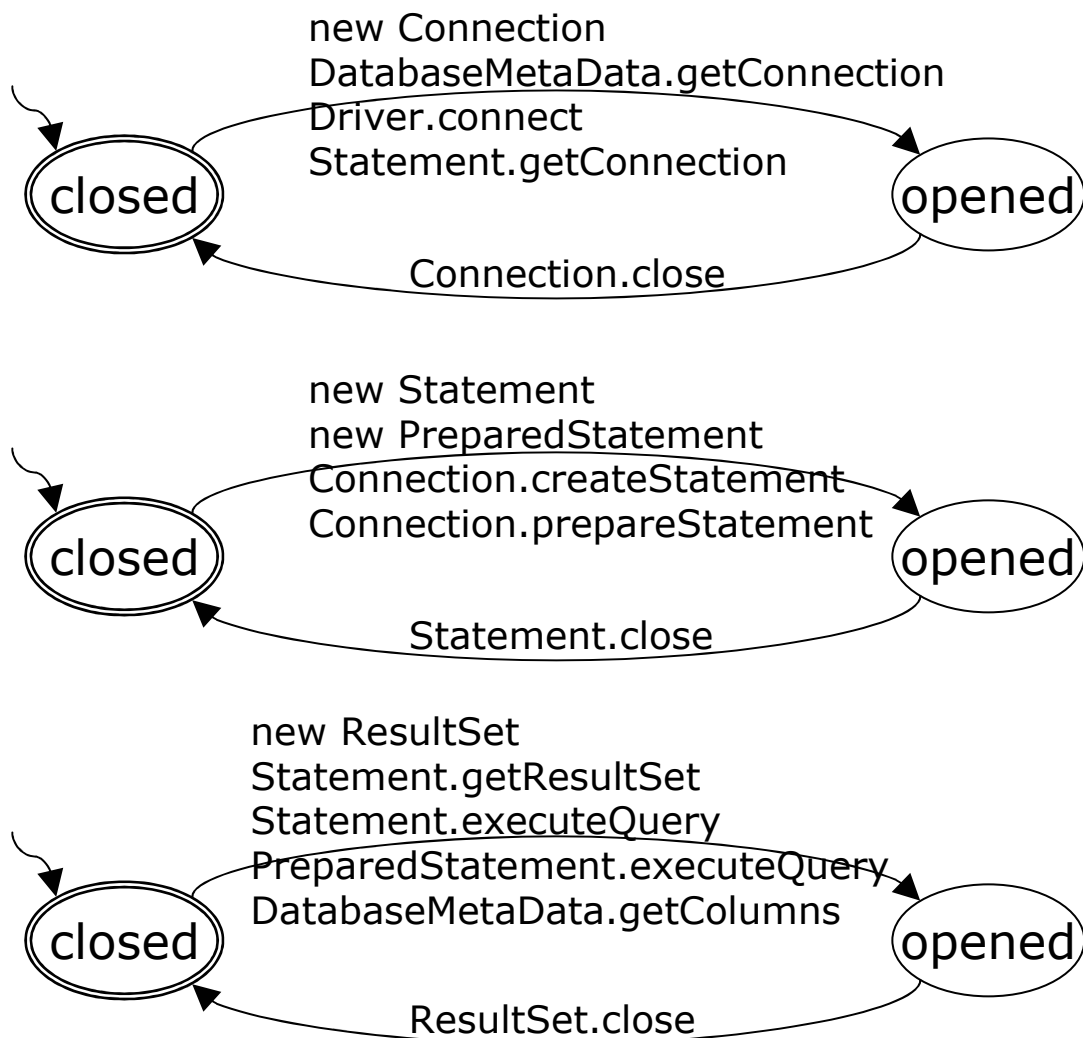 new Connection
DatabaseMetaData.getConnection
Driver.connect
Statement.getConnection
closed
opened
Connection.close
new Statement
new PreparedStatement
Connection.createStatement
Connection.prepareStatement
closed
opened
Statement.close
new ResultSet
Statement.getResultSet
Statement.executeQuery
PreparedStatement.executeQuery
DatabaseMetaData.getColumns
closed
opened
ResultSet.close